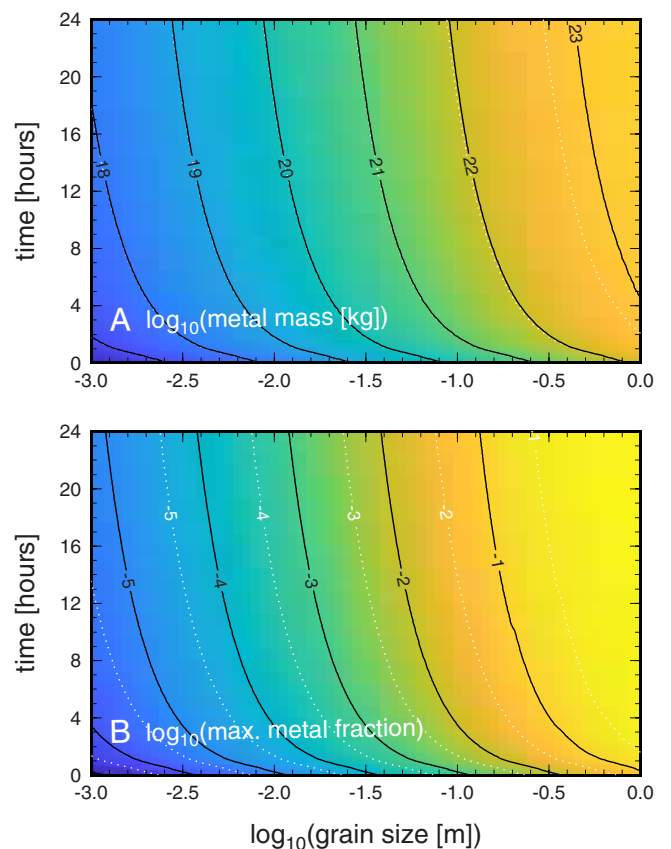 24
20
16
12
8
4
0
time [hours]
18
19
20
21
22
23
A log10(metal mass [kg])
-3.0 -2.5 -2.0 -1.5 -1.0 -0.5 0.0
24
20
16
12
8
4
0
time [hours]
-5 -4 -3 -2 -1
-5 -4 -3 -2 -1
B log10(max. metal fraction)
-3.0 -2.5 -2.0 -1.5 -1.0 -0.5 0.0
log10(grain size [m])